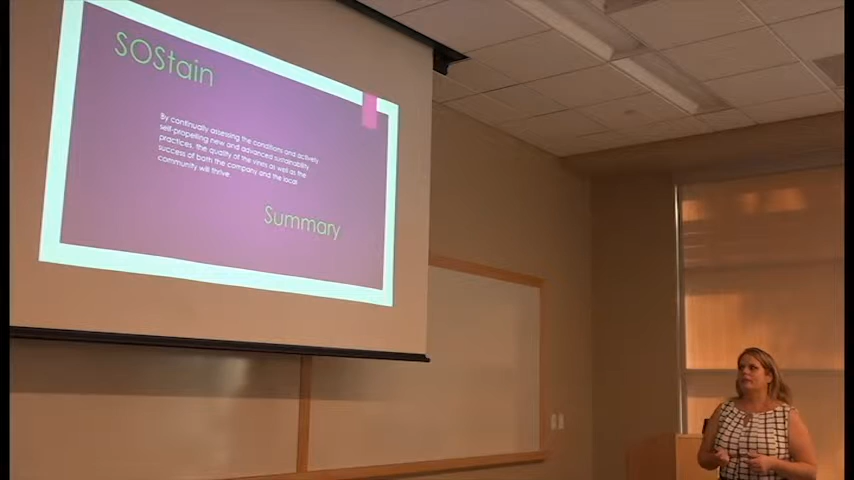 SOStain
By continually assessing the conditions and actively
self-propelling new and advanced sustainability
practices, the quality of the vines as well as the
success of both the company and the local
community will thrive.
Summary